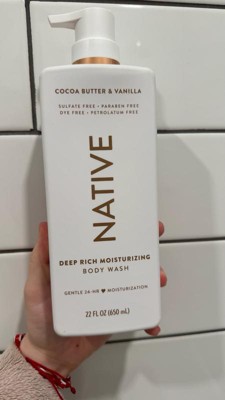 COCOA BUTTER & VANILLA
SULFATE FREE • PARABEN FREE
DYE FREE • PETROLATUM FREE
NATIVE
DEEP RICH MOISTURIZING
BODY WASH
GENTLE 24-HR ♥ MOISTURIZATION
22 FL OZ (650 mL)